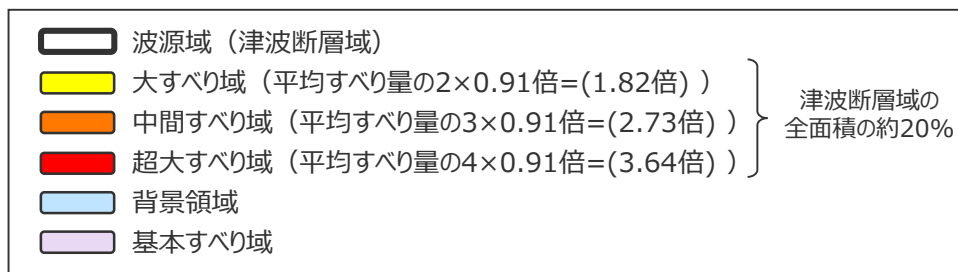 波源域（津波断層域）
大すべり域（平均すべり量の2×0.91倍=(1.82倍) ）
中間すべり域（平均すべり量の3×0.91倍=(2.73倍) ）
超大すべり域（平均すべり量の4×0.91倍=(3.64倍) ）
津波断層域の
全面積の約20%
背景領域
基本すべり域